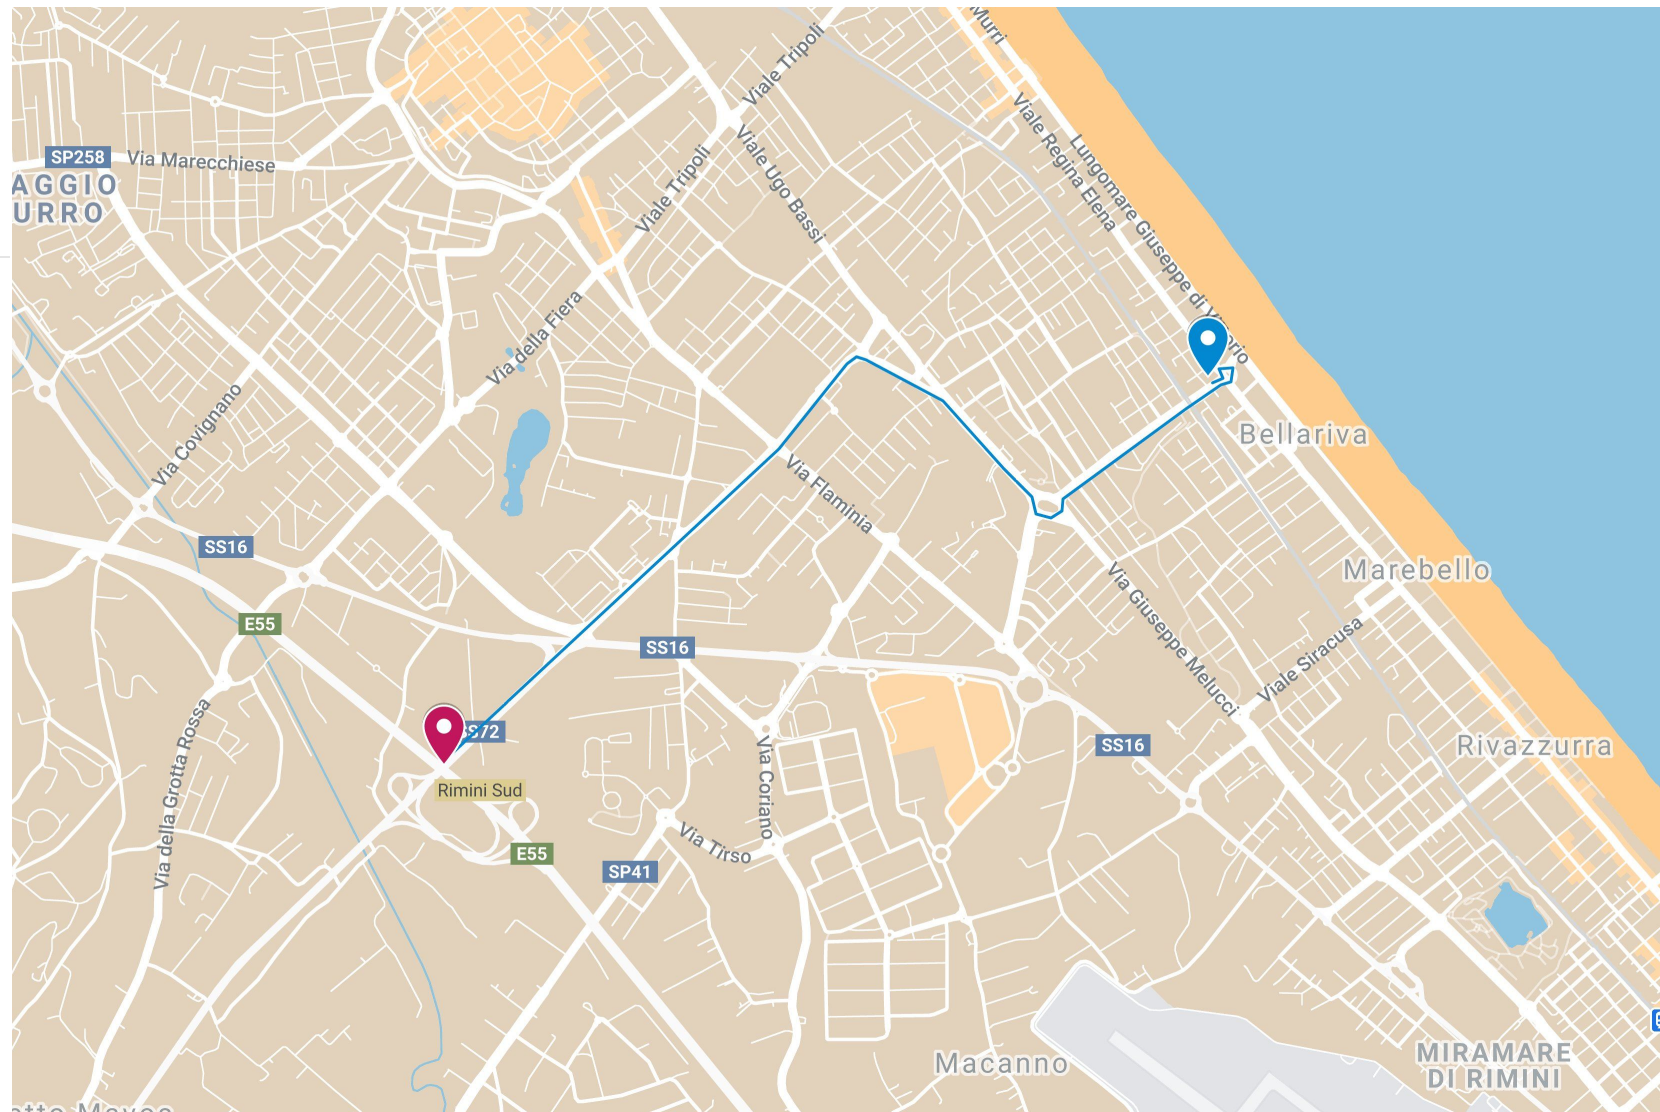 Murri
Viale Tripoli
Viale Regina Elena
Lungomare Giuseppe di Vittorio
Viale Ugo Bassi
SP258
Via Marecchiese
AGGIO
URRO
Viale Tripoli
Via della Fiera
Via Covignano
Bellariva
Via Flaminia
SS16
E55
Marebello
SS16
Via Giuseppe Melucci
Viale Siracusa
Via della Grotta Rossa
SS72
Rimini Sud
Via Coriano
SS16
Rivazzurra
E55
Via Tirso
SP41
Macanno
MIRAMARE
DI RIMINI